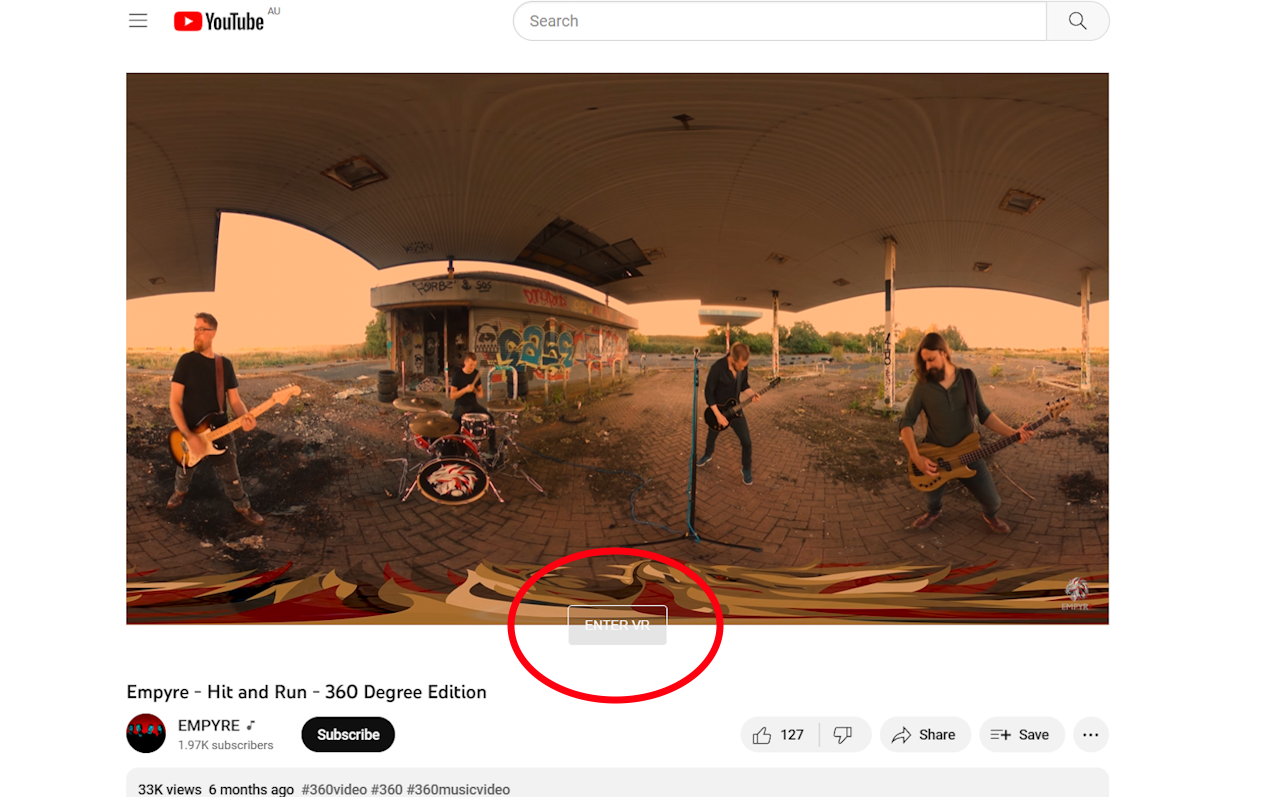 YouTube AU
Search
ENTER VR
EMPYR
Empyre - Hit and Run - 360 Degree Edition
EMPYRE
1.97K subscribers
Subscribe
127
Share
Save
33K views 6 months ago #360video #360 #360musicvideo